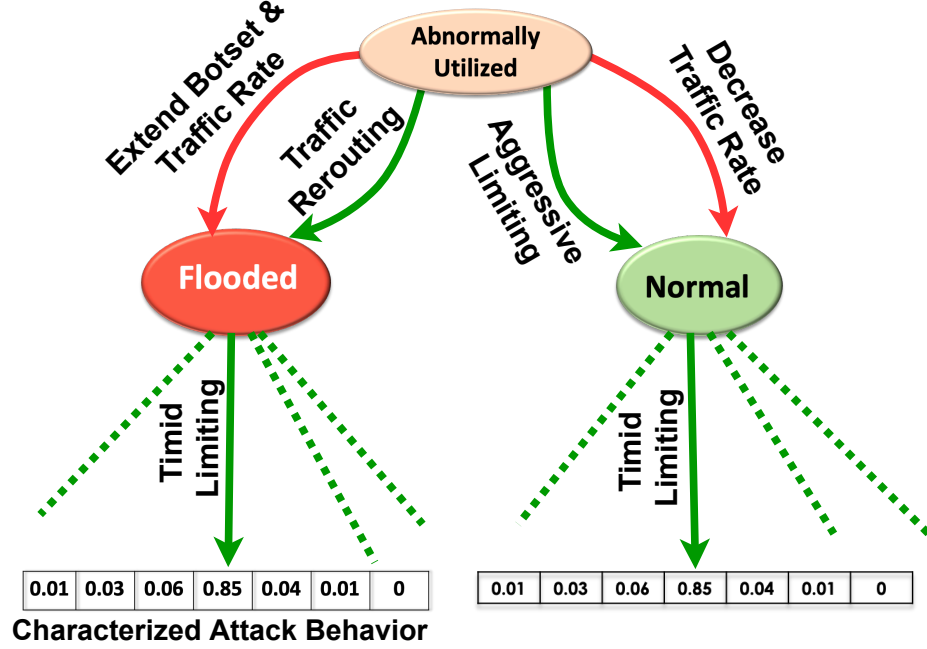 Abnormally
Utilized
Extend Botset &
Traffic Rate
Traffic
Rerouting
Aggressive
Limiting
Decrease
Traffic Rate
Flooded
Normal
Timid
Limiting
Timid
Limiting
0.01 0.03 0.06 0.85 0.04 0.01 0
0.01 0.03 0.06 0.85 0.04 0.01 0
Characterized Attack Behavior